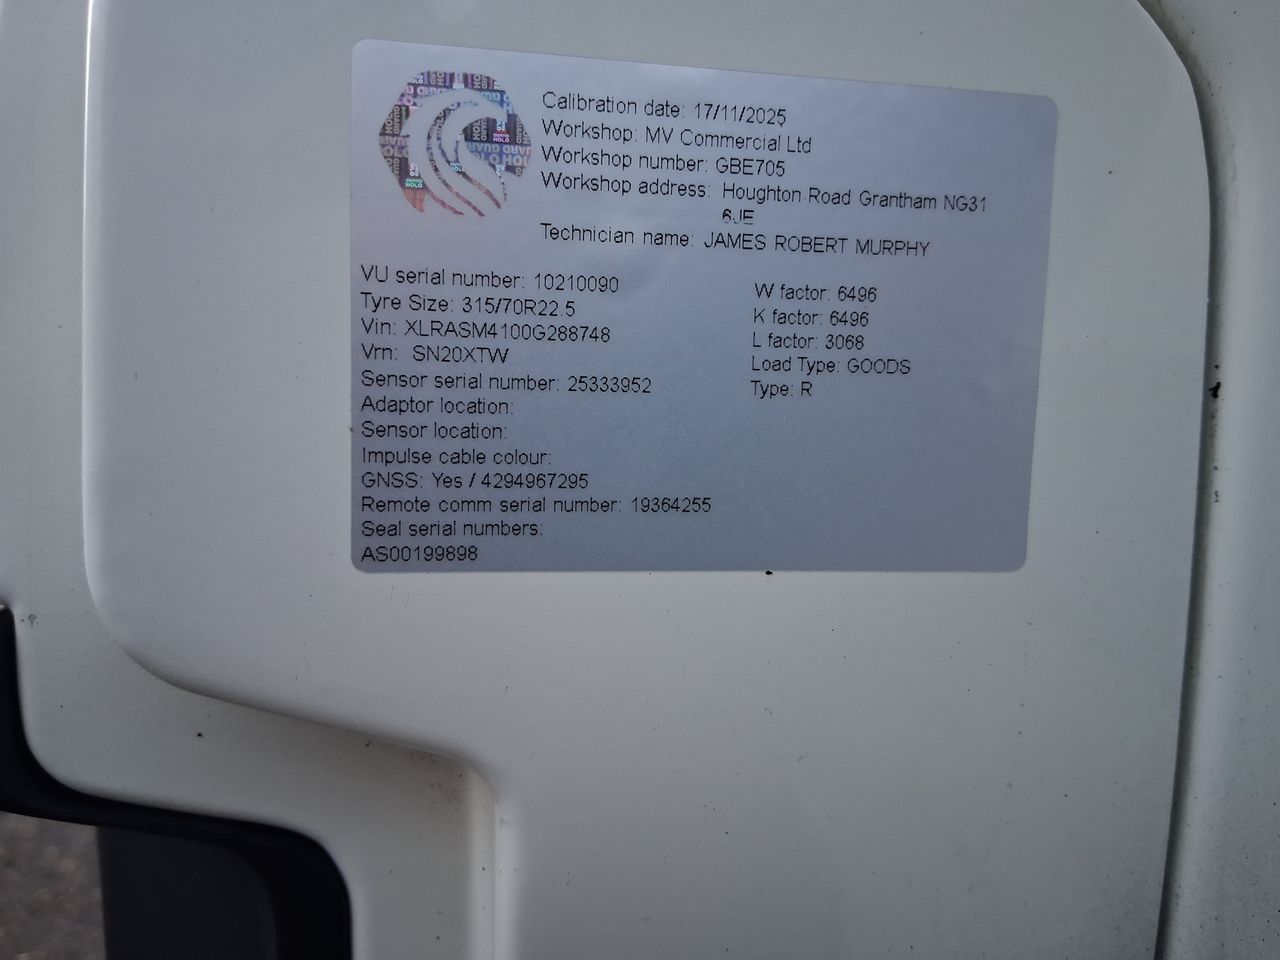 Calibration date: 17/11/2025
Workshop: MV Commercial Ltd
Workshop number: GBE705
Workshop address: Houghton Road Grantham NG31
6JE
Technician name: JAMES ROBERT MURPHY
VU serial number: 10210090
Tyre Size: 315/70R22.5
Vin: XLRASM4100G288748
Vrn: SN20XTW
Sensor serial number: 25333952
Adaptor location:
Sensor location:
Impulse cable colour:
GNSS: Yes / 4294967295
Remote comm serial number: 19364255
Seal serial numbers:
AS00199898
W factor: 6496
K factor: 6496
L factor: 3068
Load Type: GOODS
Type: R